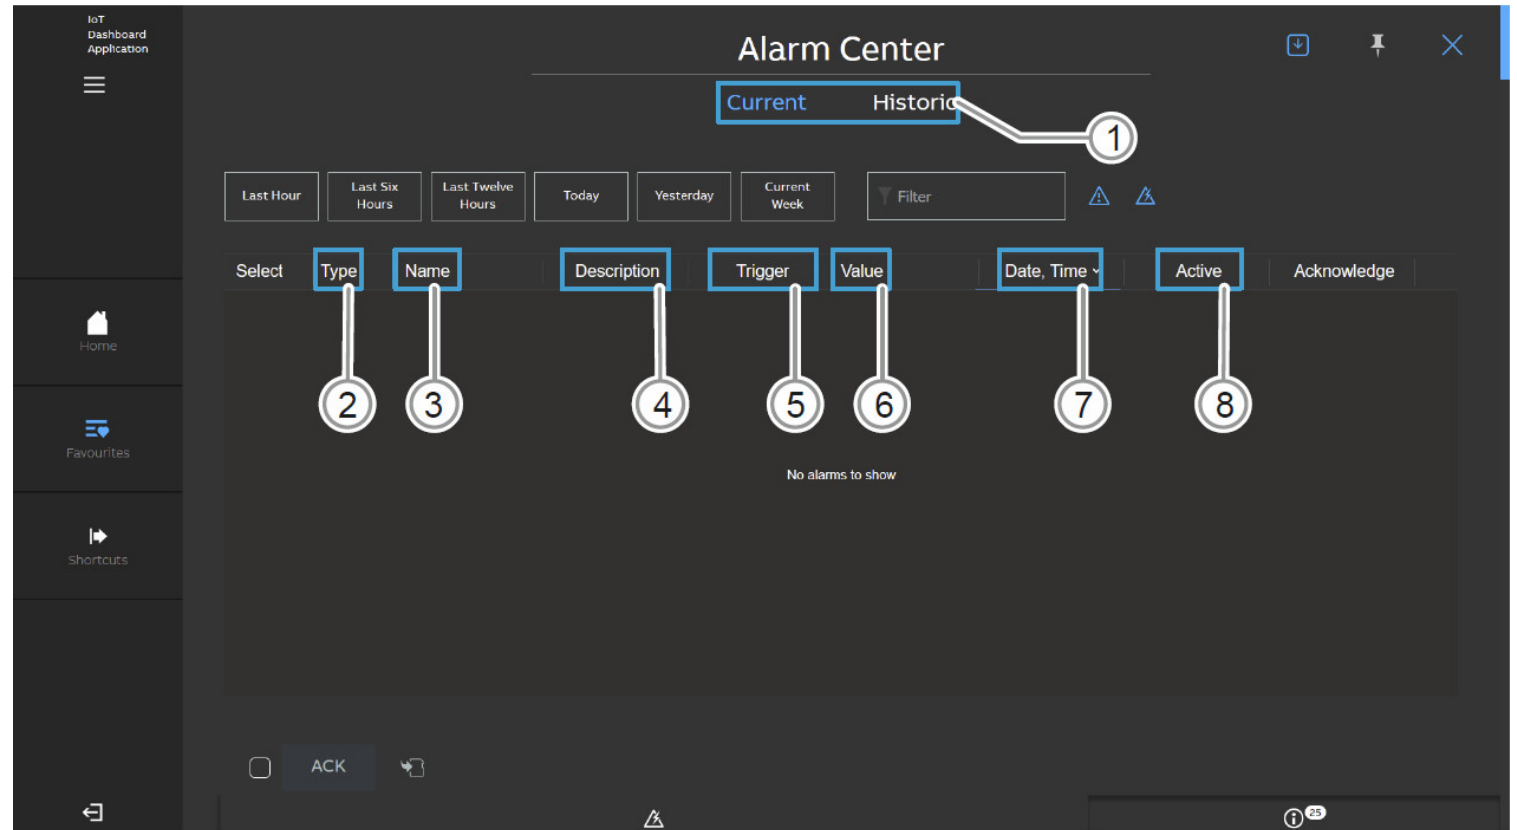 IoT
Dashboard
Application
Alarm Center
Current Historic
1
Last Hour
Last Six
Hours
Last Twelve
Hours
Today
Yesterday
Current
Week
Filter
Select Type Name Description Trigger Value Date, Time Active Acknowledge
2 3 4 5 6 7 8
No alarms to show
Home
Favourites
Shortcuts
ACK
25